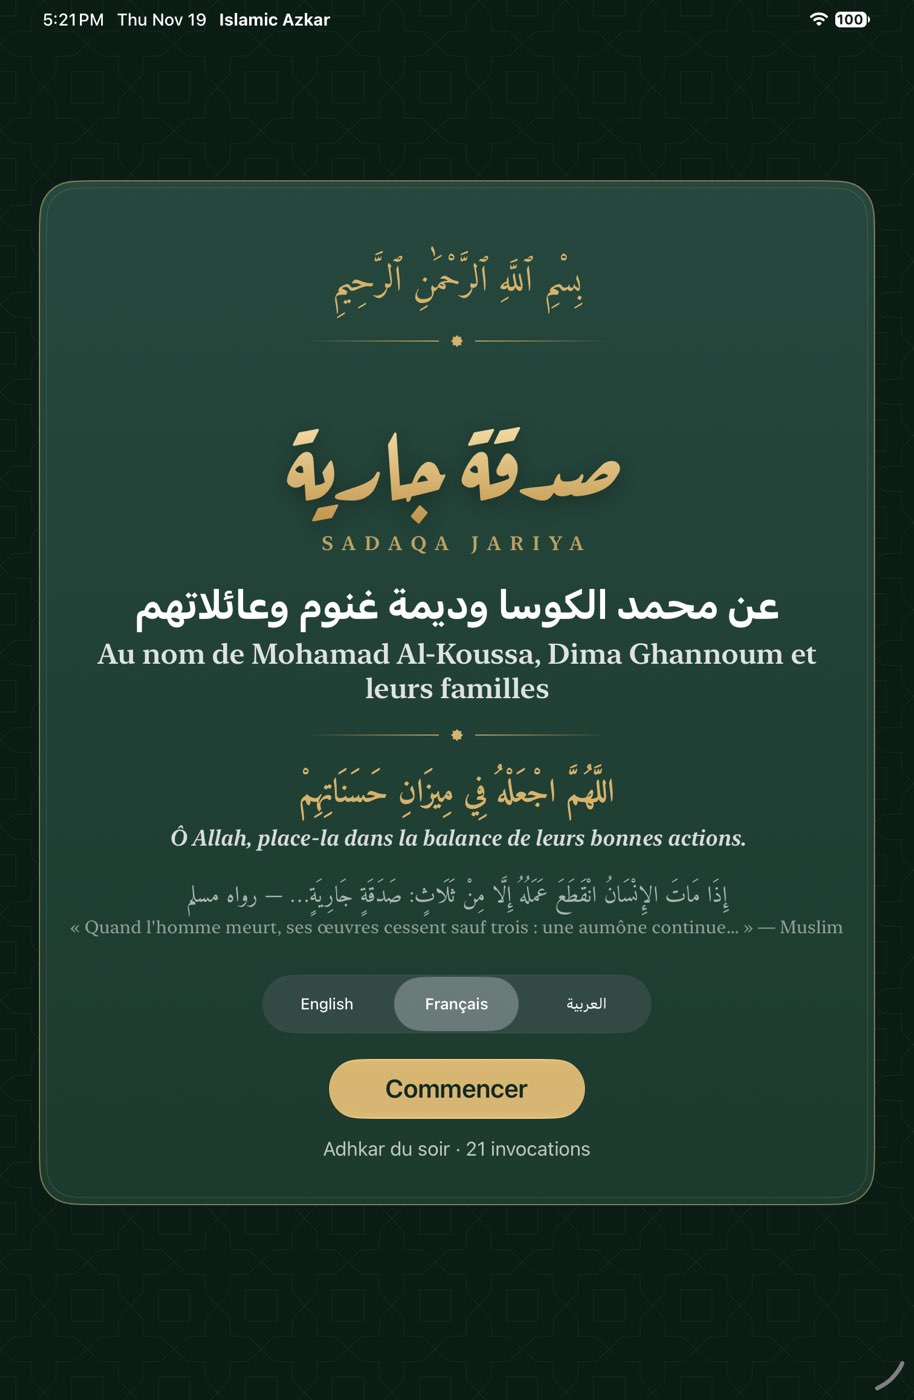 5:21 PM Thu Nov 19 Islamic Azkar 100
بِسْمِ ٱللَّهِ ٱلرَّحْمَٰنِ ٱلرَّحِيمِ
صدقة جارية
SADAQA JARIYA
عن محمد الكوسا وديمة غنوم وعائلاتهم
Au nom de Mohamad Al-Koussa, Dima Ghannoum et
leurs familles
اللَّهُمَّ اجْعَلْهُ فِي مِيزَانِ حَسَنَاتِهِمْ
Ô Allah, place-la dans la balance de leurs bonnes actions.
إِذَا مَاتَ الإِنْسَانُ انْقَطَعَ عَمَلُهُ إِلَّا مِنْ ثَلَاثٍ: صَدَقَةٍ جَارِيَةٍ... — رواه مسلم
« Quand l'homme meurt, ses œuvres cessent sauf trois : une aumône continue... » — Muslim
English Français العربية
Commencer
Adhkar du soir · 21 invocations